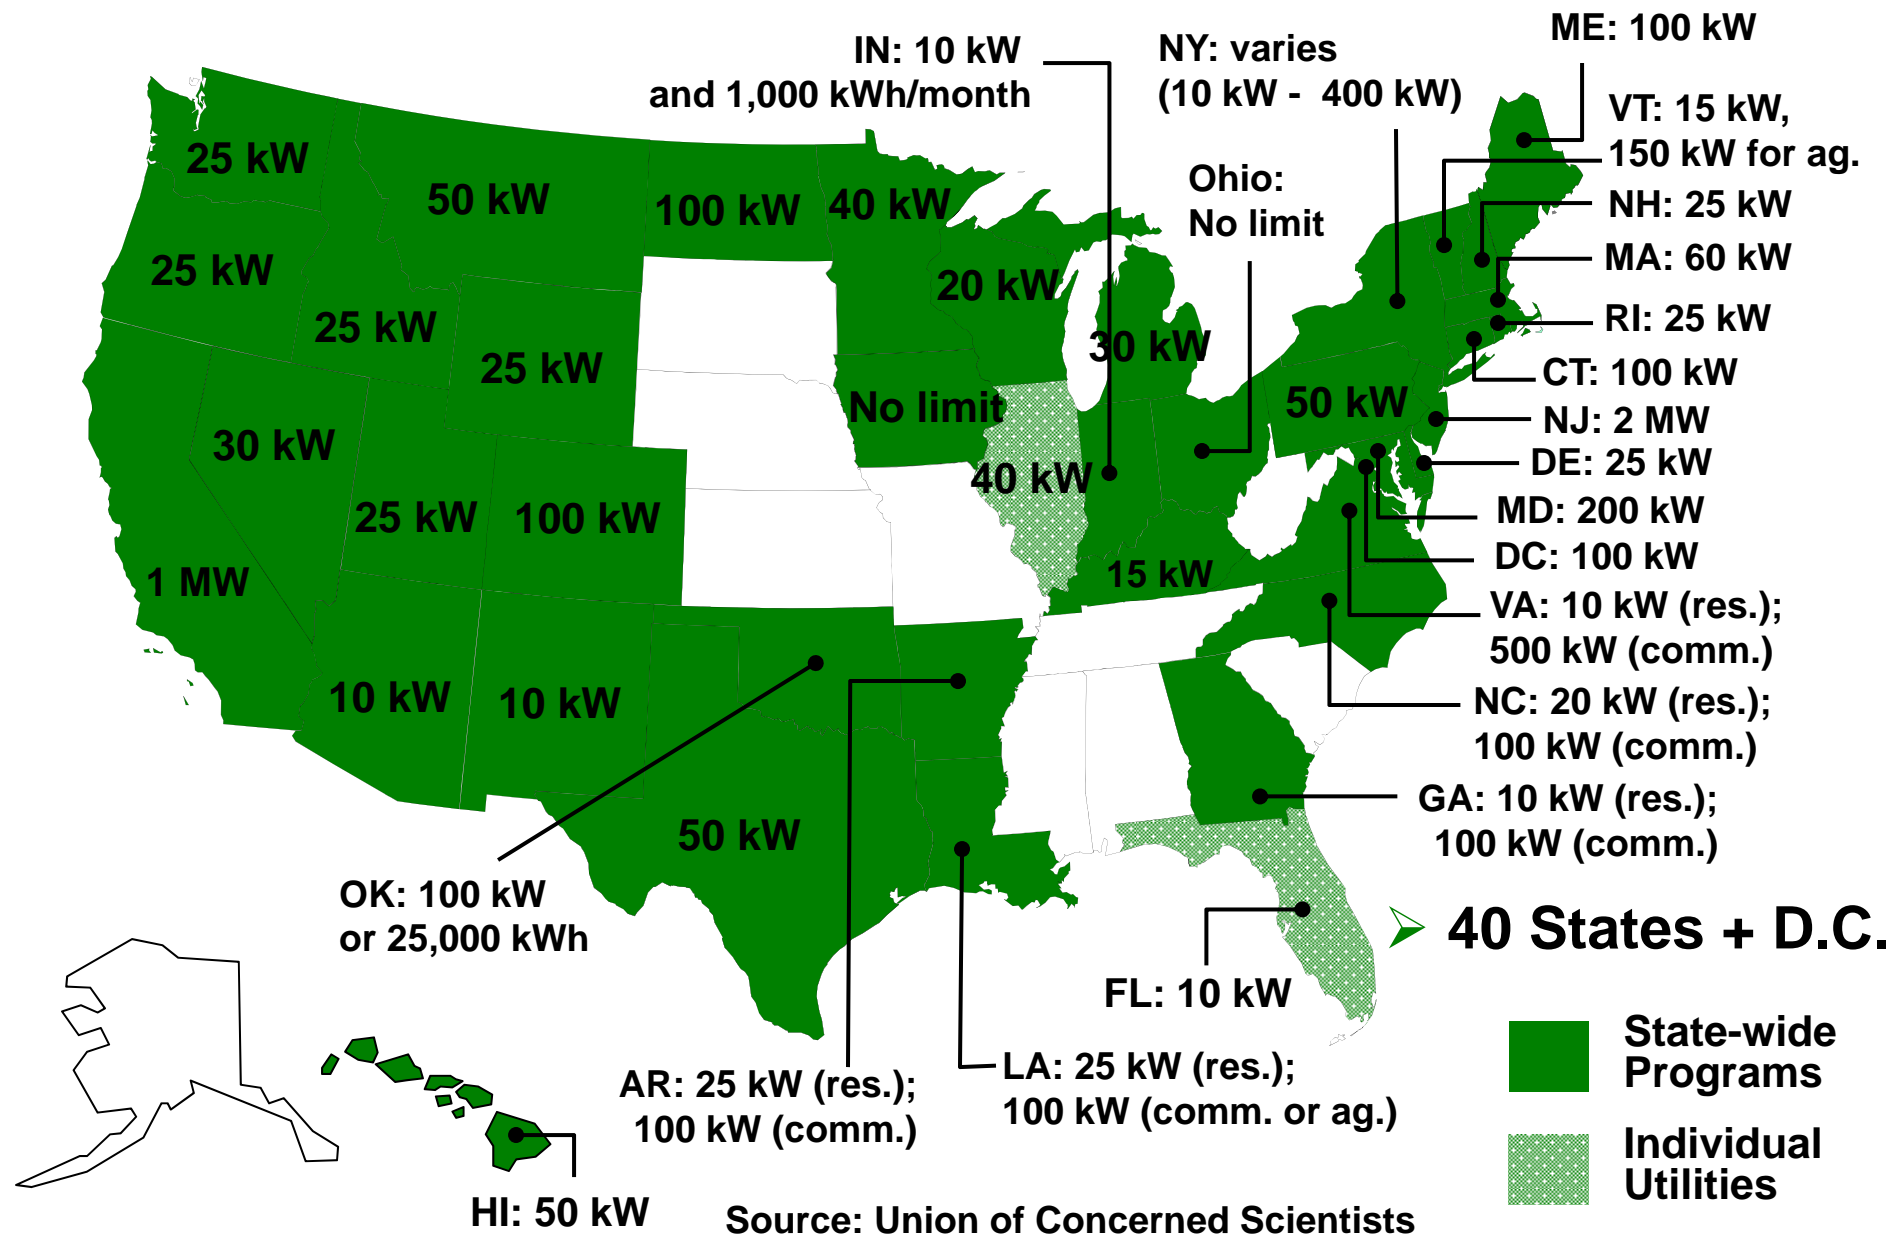 IN: 10 kW
and 1,000 kWh/month
NY: varies
(10 kW -  400 kW)
ME: 100 kW
VT: 15 kW,
150 kW for ag.
Ohio:
No limit
NH: 25 kW
MA: 60 kW
RI: 25 kW
CT: 100 kW
NJ: 2 MW
DE: 25 kW
MD: 200 kW
DC: 100 kW
VA: 10 kW (res.);
500 kW (comm.)
NC: 20 kW (res.);
100 kW (comm.)
GA: 10 kW (res.);
100 kW (comm.)
25 kW
50 kW
100 kW
40 kW
25 kW
20 kW
25 kW
30 kW
25 kW
No limit
50 kW
30 kW
40 kW
25 kW
100 kW
1 MW
15 kW
10 kW
10 kW
50 kW
OK: 100 kW
or 25,000 kWh
40 States + D.C.
FL: 10 kW
State-wide
Programs
AR: 25 kW (res.);
100 kW (comm.)
LA: 25 kW (res.);
100 kW (comm. or ag.)
Individual
Utilities
HI: 50 kW
Source: Union of Concerned Scientists